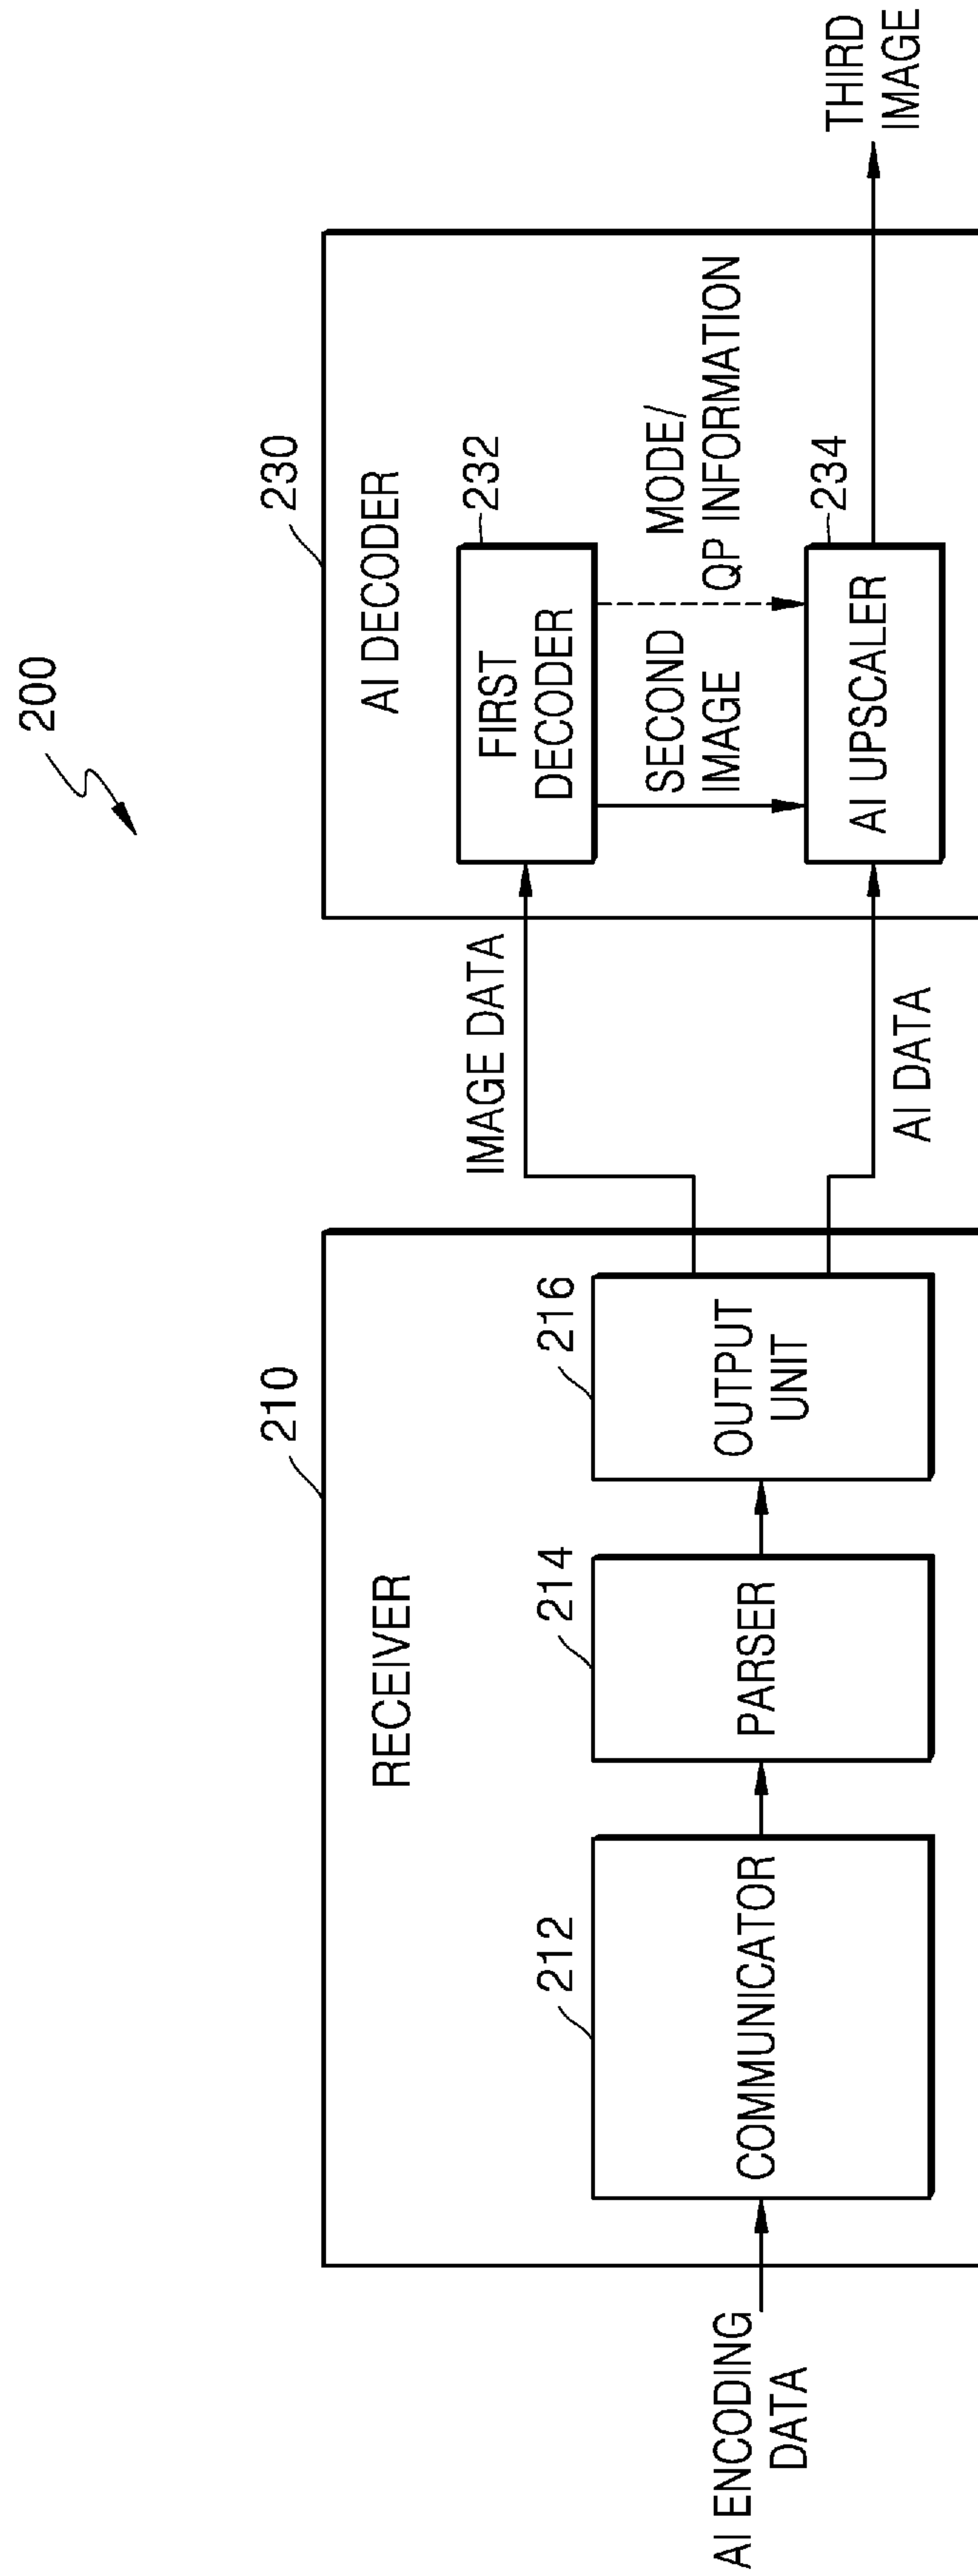 200
210
RECEIVER
AI ENCODING
DATA
212
COMMUNICATOR
214
PARSER
216
OUTPUT
UNIT
IMAGE DATA
AI DATA
230
AI DECODER
FIRST
DECODER
232
SECOND
IMAGE
MODE/
QP INFORMATION
AI UPSCALER
234
THIRD
IMAGE